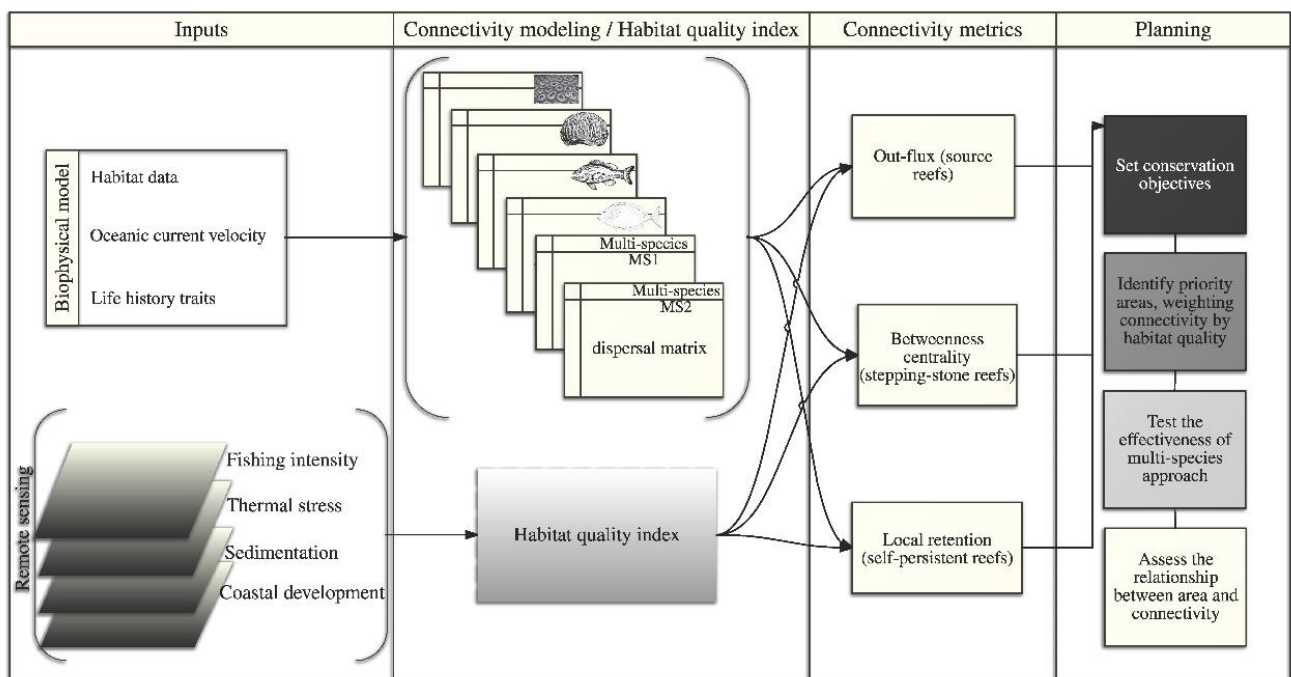 Inputs
Connectivity modeling / Habitat quality index
Connectivity metrics
Planning
Biophysical model
Habitat data
Oceanic current velocity
Life history traits
Remote sensing
Fishing intensity
Thermal stress
Sedimentation
Coastal development
Multi-species
MS1
Multi-species
MS2
dispersal matrix
Habitat quality index
Out-flux (source
reefs)
Betweenness
centrality
(stepping-stone reefs)
Local retention
(self-persistent reefs)
Set conservation
objectives
Identify priority
areas, weighting
connectivity by
habitat quality
Test the
effectiveness of
multi-species
approach
Assess the
relationship
between area and
connectivity